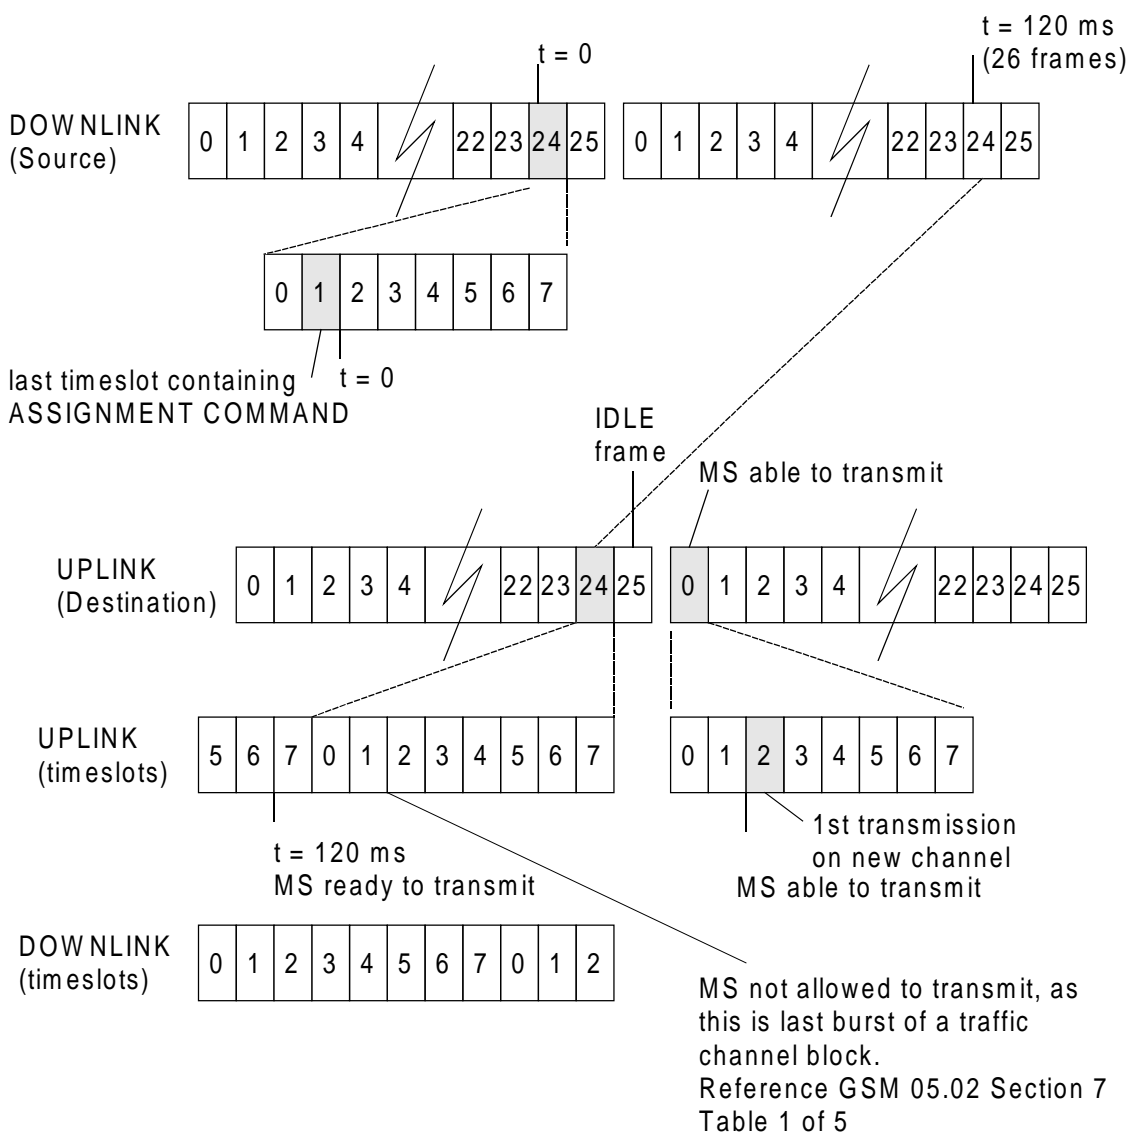 t = 120 ms
(26 frames)
t = 0
DOWNLINK
(Source)
0 1 2 3 4 22 23 24 25 0 1 2 3 4 22 23 24 25
0 1 2 3 4 5 6 7
last timeslot containing
ASSIGNMENT COMMAND
t = 0
IDLE
frame
MS able to transmit
UPLINK
(Destination)
0 1 2 3 4 22 23 24 25 0 1 2 3 4 22 23 24 25
UPLINK
(timeslots)
5 6 7 0 1 2 3 4 5 6 7 0 1 2 3 4 5 6 7
t = 120 ms
MS ready to transmit
1st transmission
on new channel
MS able to transmit
DOWNLINK
(timeslots)
0 1 2 3 4 5 6 7 0 1 2
MS not allowed to transmit, as
this is last burst of a traffic
channel block.
Reference GSM 05.02 Section 7
Table 1 of 5